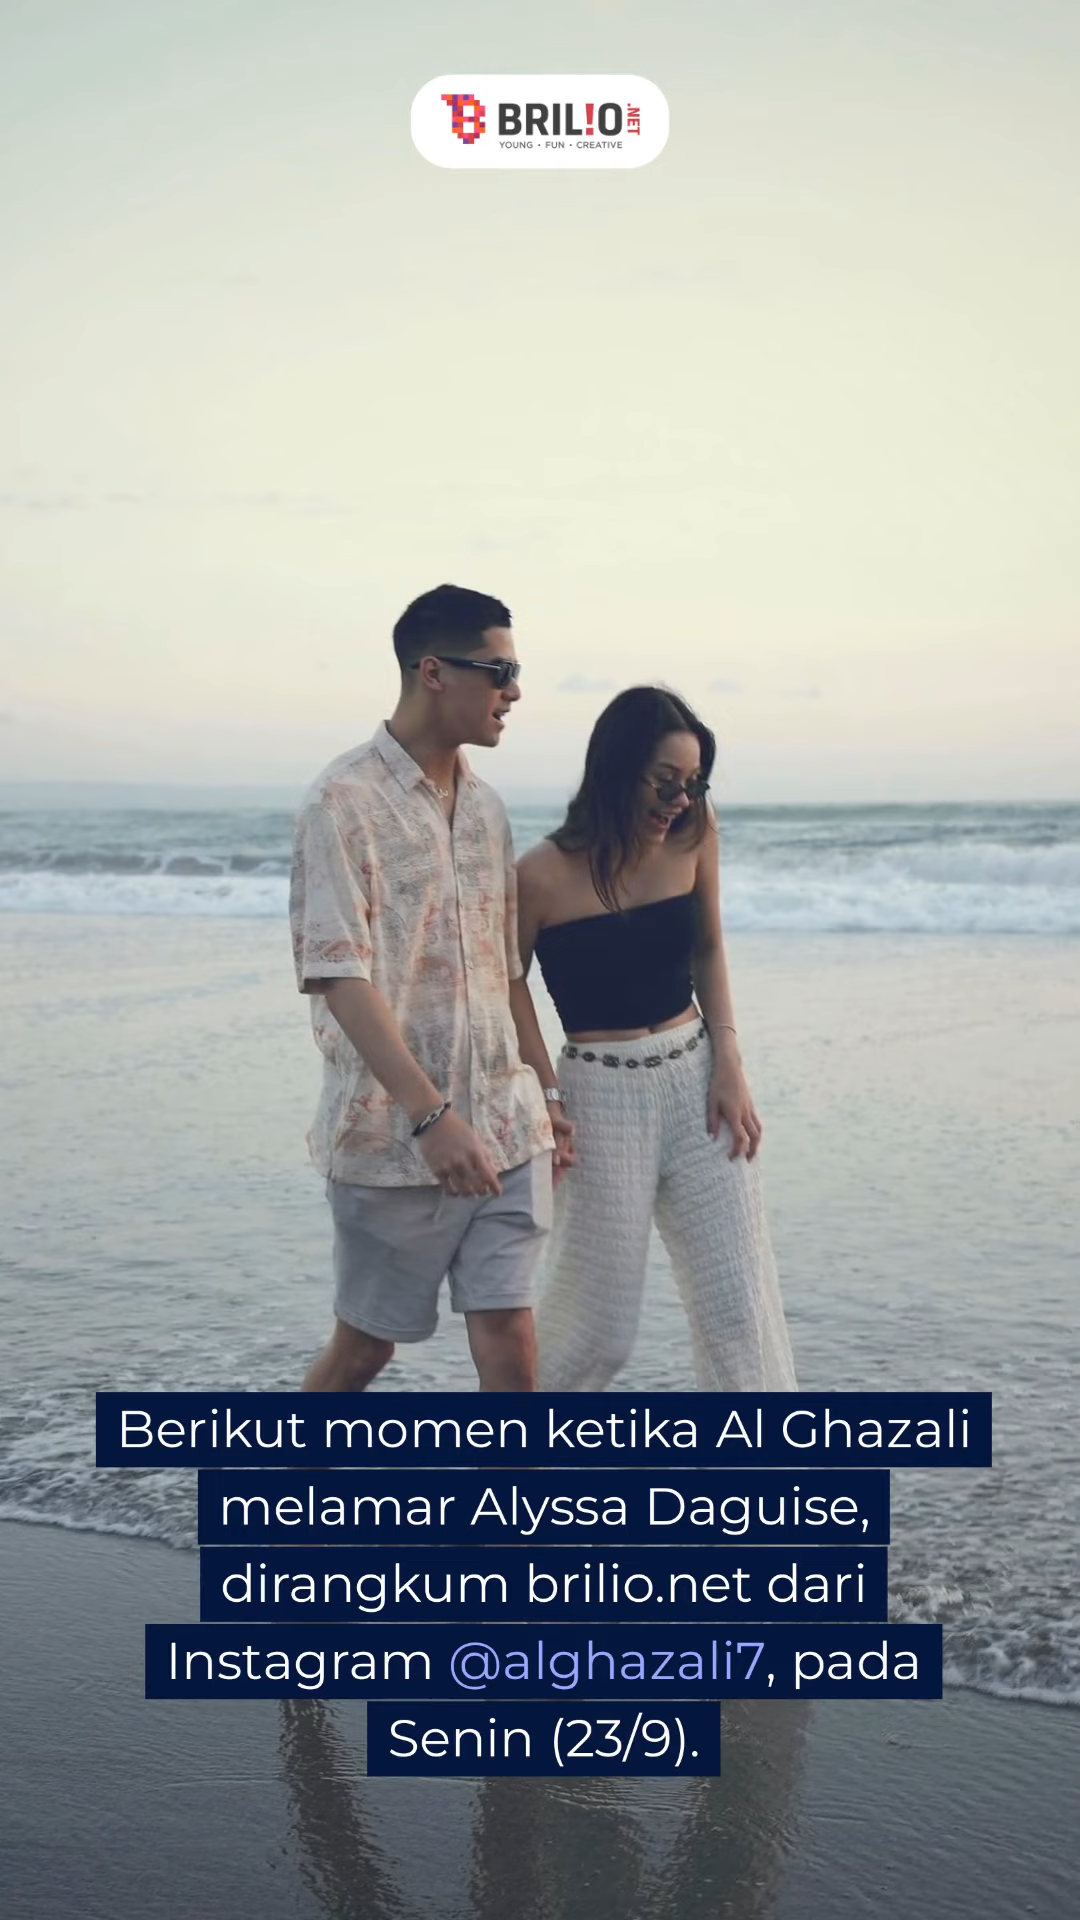 BRIL!O.NET
YOUNG • FUN • CREATIVE
Berikut momen ketika Al Ghazali
melamar Alyssa Daguise,
dirangkum brilio.net dari
Instagram @alghazali7, pada
Senin (23/9).